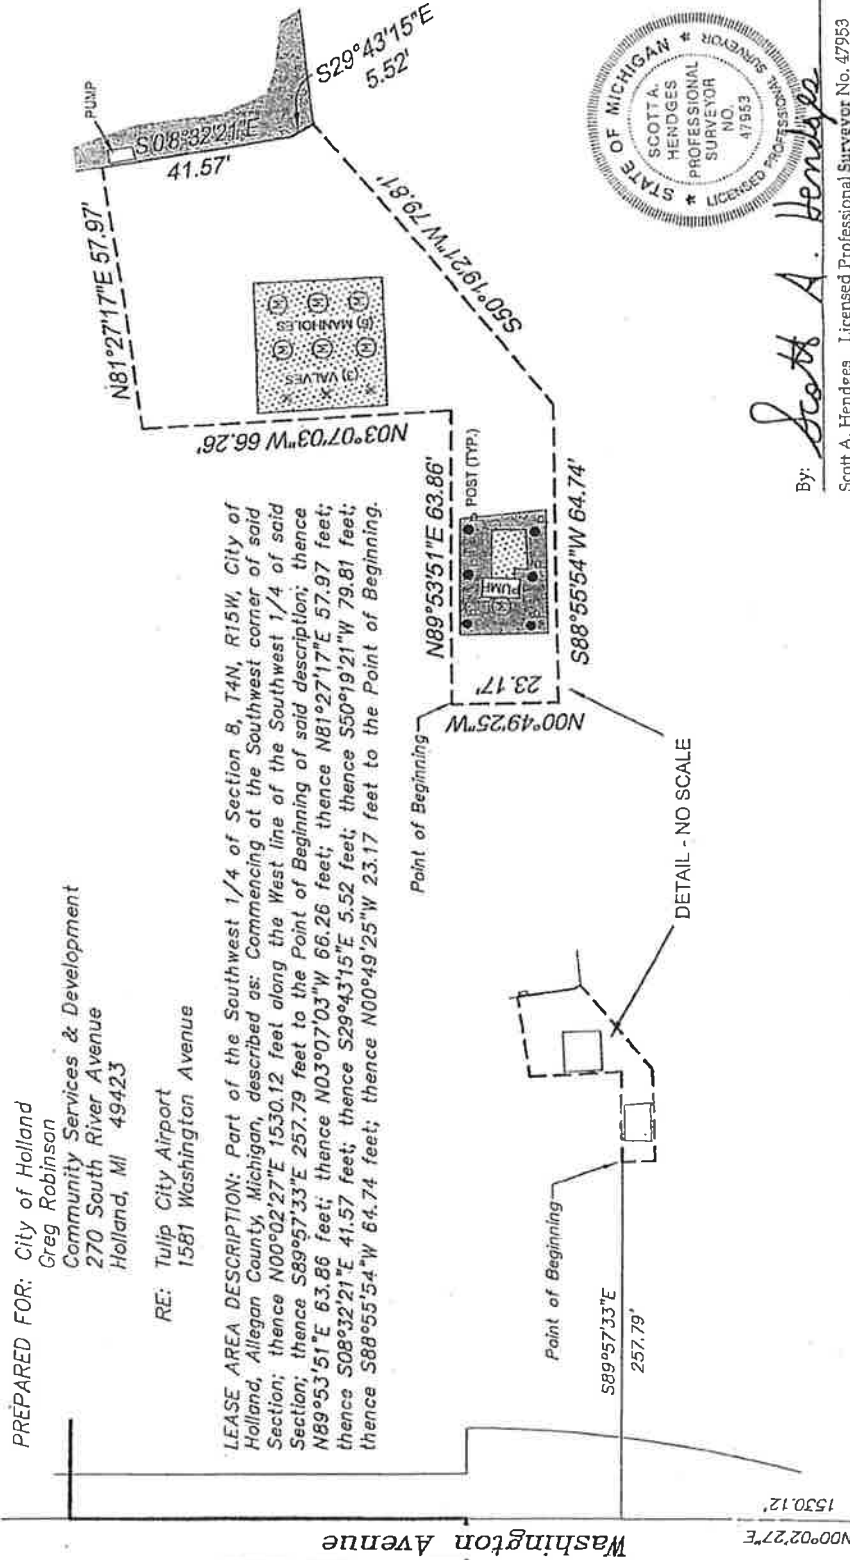 PREPARED FOR: City of Holland
Greg Robinson
Community Services & Development
270 South River Avenue
Holland, MI 49423
RE: Tulip City Airport
1581 Washington Avenue
LEASE AREA DESCRIPTION: Part of the Southwest 1/4 of Section 8, T4N, R15W, City of
Holland, Allegan County, Michigan, described as: Commencing at the Southwest corner of said
Section; thence N00°02'27"E 1530.12 feet along the West line of the Southwest 1/4 of said
Section; thence S89°57'33"E 257.79 feet to the Point of Beginning of said description; thence
N89°53'51"E 63.86 feet; thence N03°07'03"W 66.26 feet; thence N81°27'17"E 57.97 feet;
thence S08°32'21"E 41.57 feet; thence S29°43'15"E 5.52 feet; thence S50°19'21"W 79.81 feet;
thence S88°55'54"W 64.74 feet; thence N00°49'25"W 23.17 feet to the Point of Beginning.
PUMP
S08°32'21"E
41.57'
S29°43'15"E
5.52'
N81°27'17"E 57.97'
(6) MANHOLES
M M M
M M M
(3) VALVES
N03°07'03"W 66.26'
S50°19'21"W 79.81'
N89°53'51"E 63.86'
POST (TYP.)
PUMP
M
S88°55'54"W 64.74'
23.17'
N00°49'25"W
Point of Beginning
DETAIL - NO SCALE
Point of Beginning
S89°57'33"E
257.79'
Washington Avenue
N00°02'27"E
1530.12'
STATE OF MICHIGAN
SCOTT A.
HENDGES
PROFESSIONAL
SURVEYOR
NO.
47953
LICENSED PROFESSIONAL SURVEYOR
By: Scott A. Hendges
Scott A. Hendges Licensed Professional Surveyor No. 47953